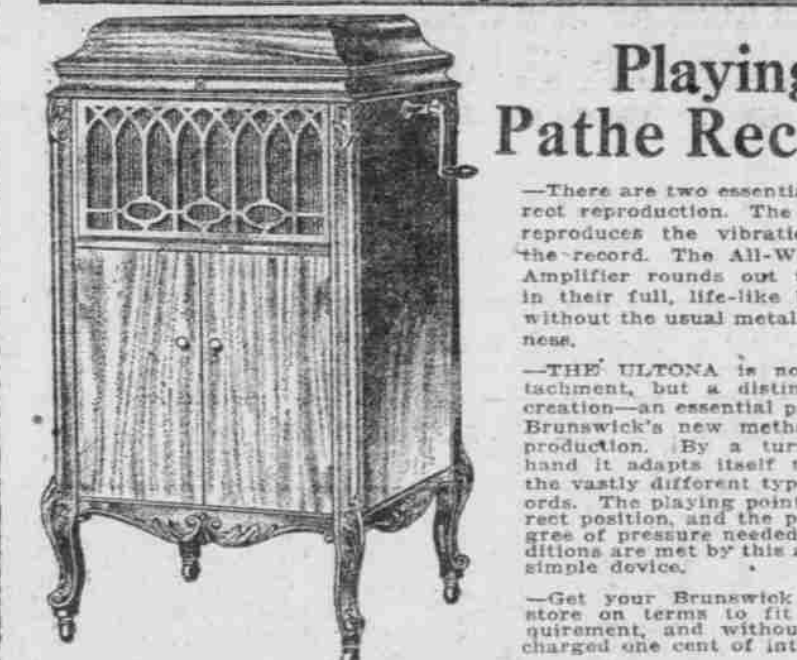 Playing
Pathe Rec
—There are two essentia
rect reproduction. The
reproduces the vibratio
the record. The All-W
Amplifier rounds out
in their full, life-like
without the usual metal
ness.
—THE ULTONA is no
tachment, but a distin
creation—an essential p
Brunswick's new metho
production. By a tur
hand it adapts itself t
the vastly different typ
ords. The playing point
rect position, and the p
gree of pressure needed
ditions are met by this a
simple device.
—Get your Brunswick
store on terms to fit
quirement, and withou
charged one cent of int